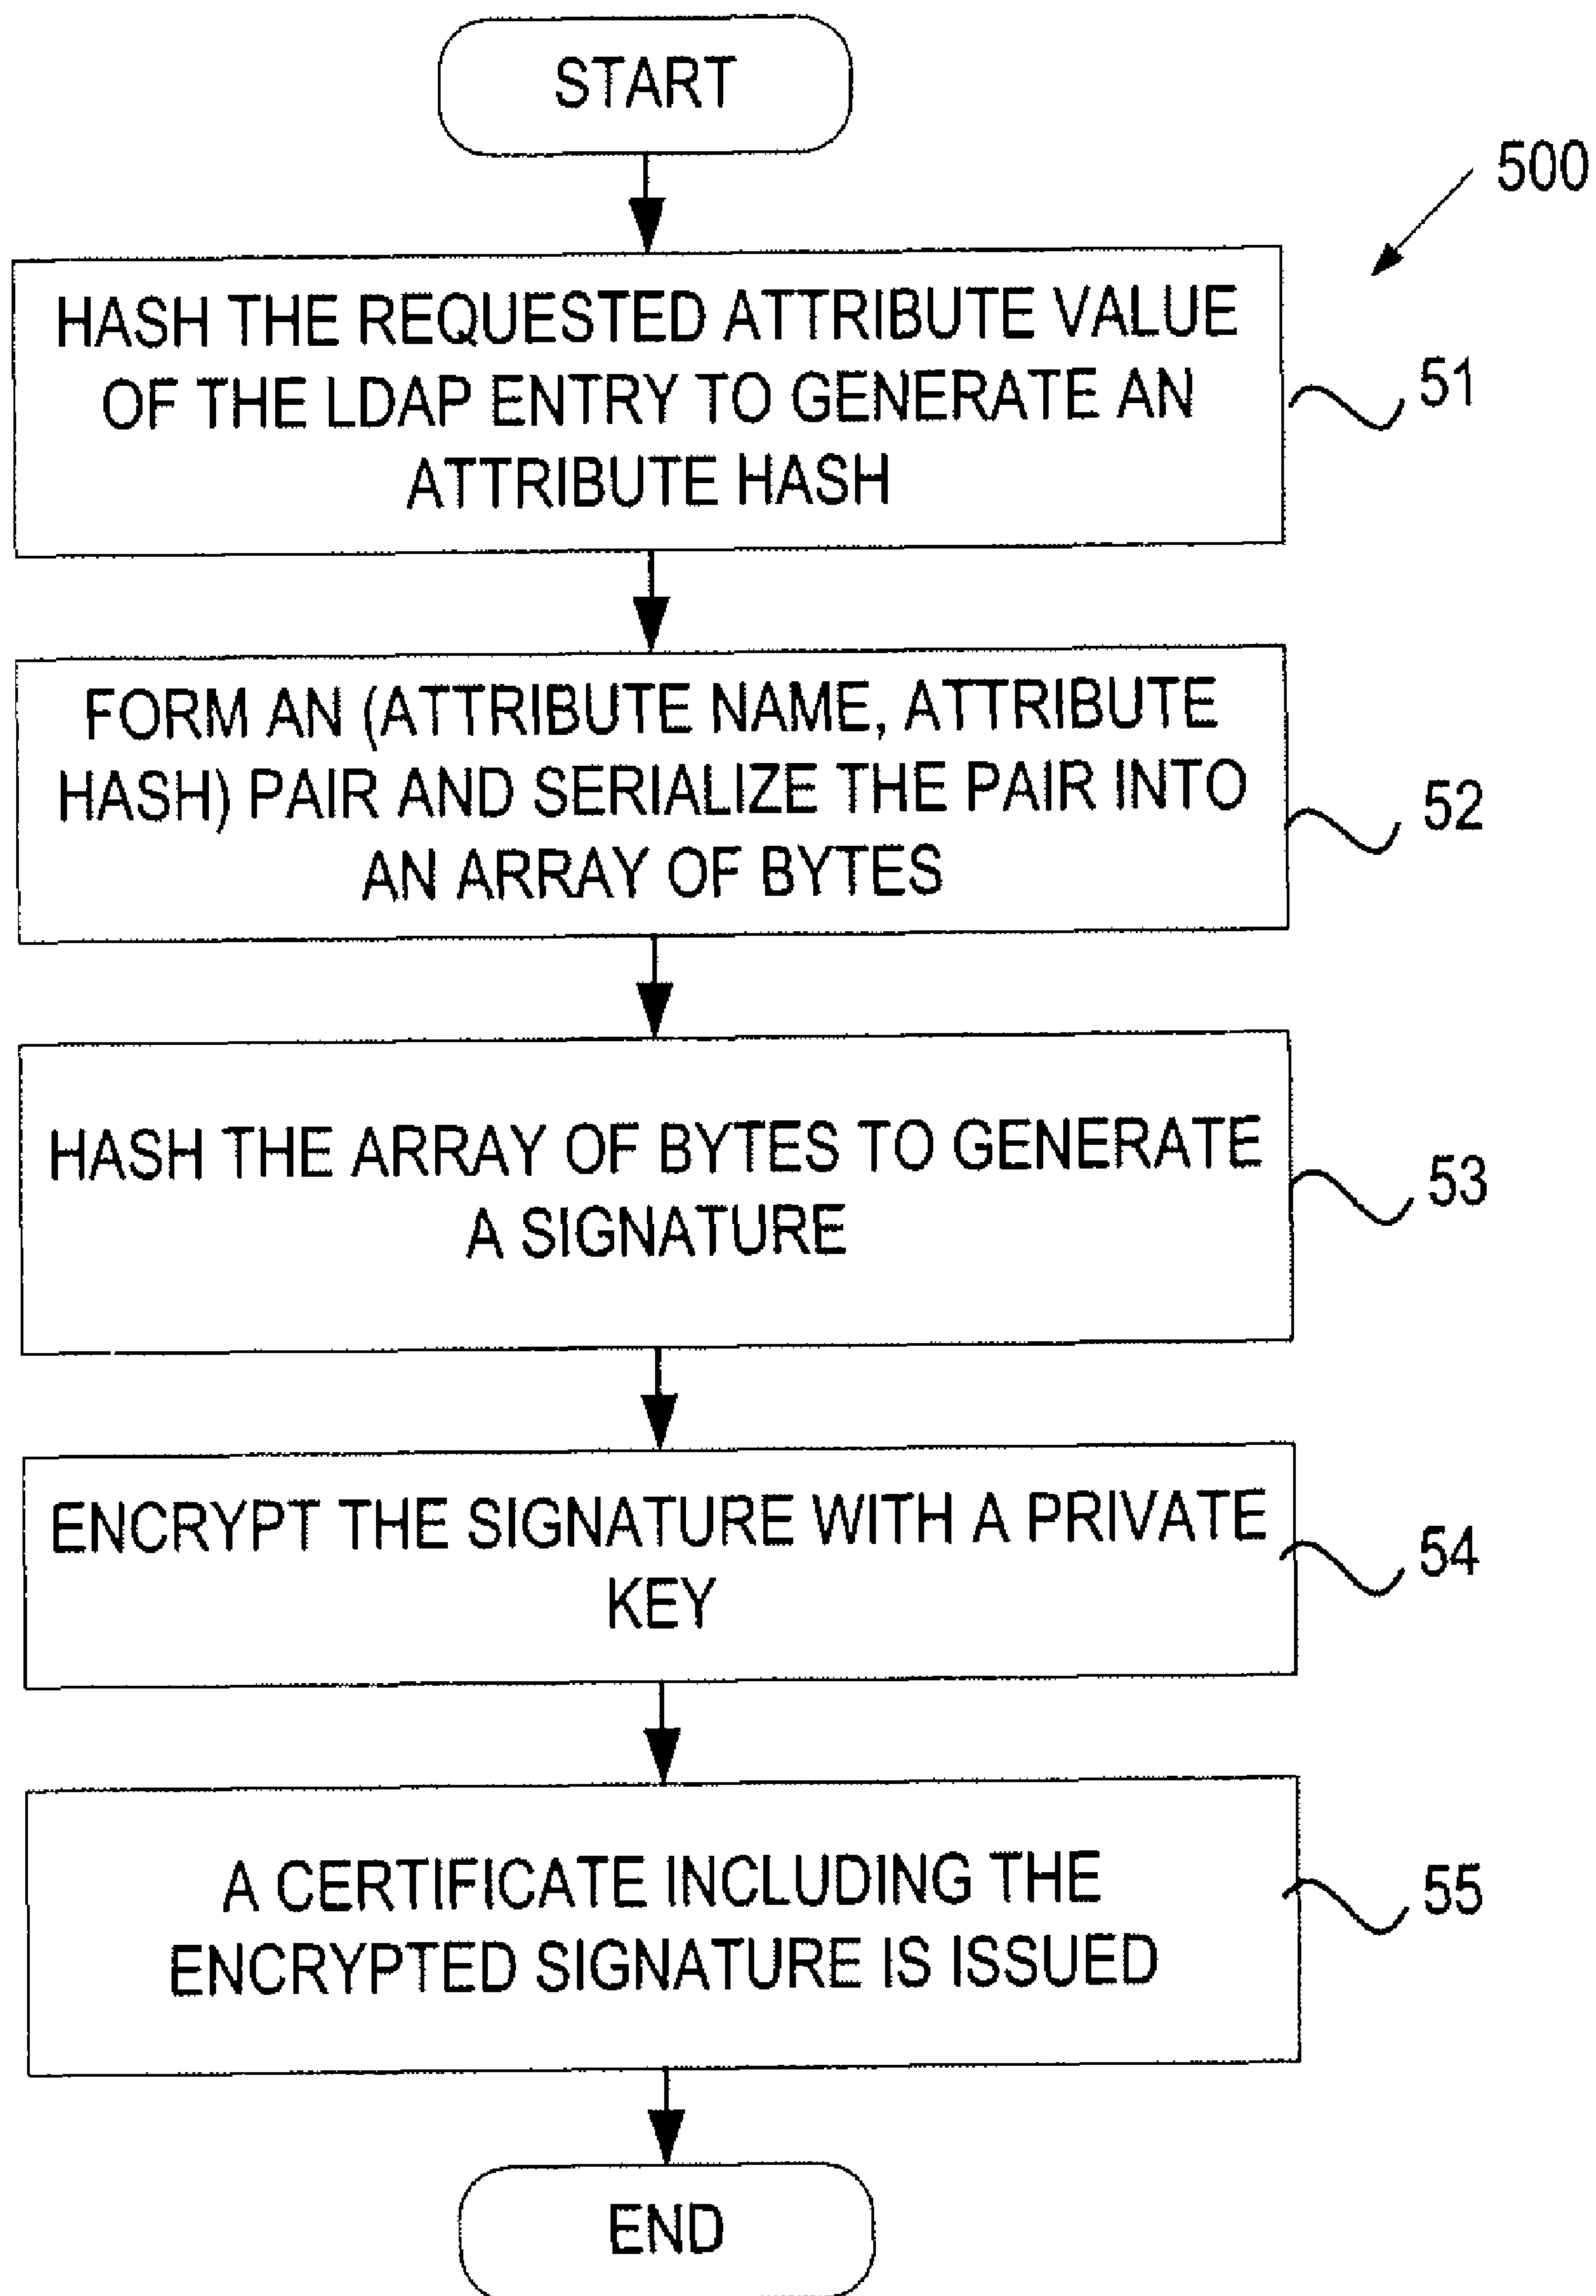 START
500
HASH THE REQUESTED ATTRIBUTE VALUE
OF THE LDAP ENTRY TO GENERATE AN
ATTRIBUTE HASH
51
FORM AN (ATTRIBUTE NAME, ATTRIBUTE
HASH) PAIR AND SERIALIZE THE PAIR INTO
AN ARRAY OF BYTES
52
HASH THE ARRAY OF BYTES TO GENERATE
A SIGNATURE
53
ENCRYPT THE SIGNATURE WITH A PRIVATE
KEY
54
A CERTIFICATE INCLUDING THE
ENCRYPTED SIGNATURE IS ISSUED
55
END